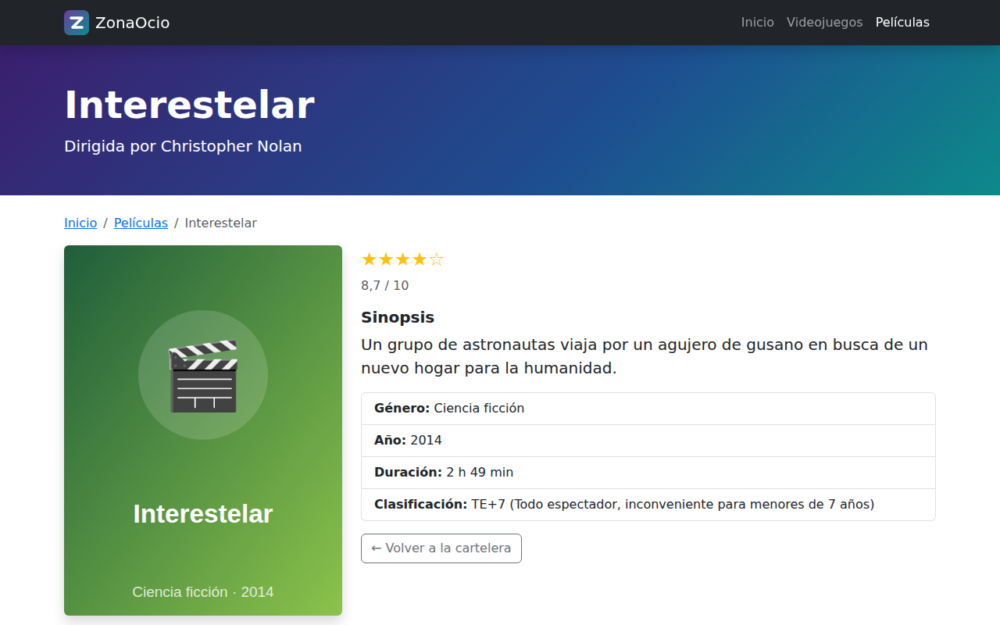 Z ZonaOcio
Inicio Videojuegos Películas
Interestelar
Dirigida por Christopher Nolan
Inicio / Películas / Interestelar
Interestelar
Ciencia ficción · 2014
★★★★☆
8,7 / 10
Sinopsis
Un grupo de astronautas viaja por un agujero de gusano en busca de un
nuevo hogar para la humanidad.
Género: Ciencia ficción
Año: 2014
Duración: 2 h 49 min
Clasificación: TE+7 (Todo espectador, inconveniente para menores de 7 años)
← Volver a la cartelera